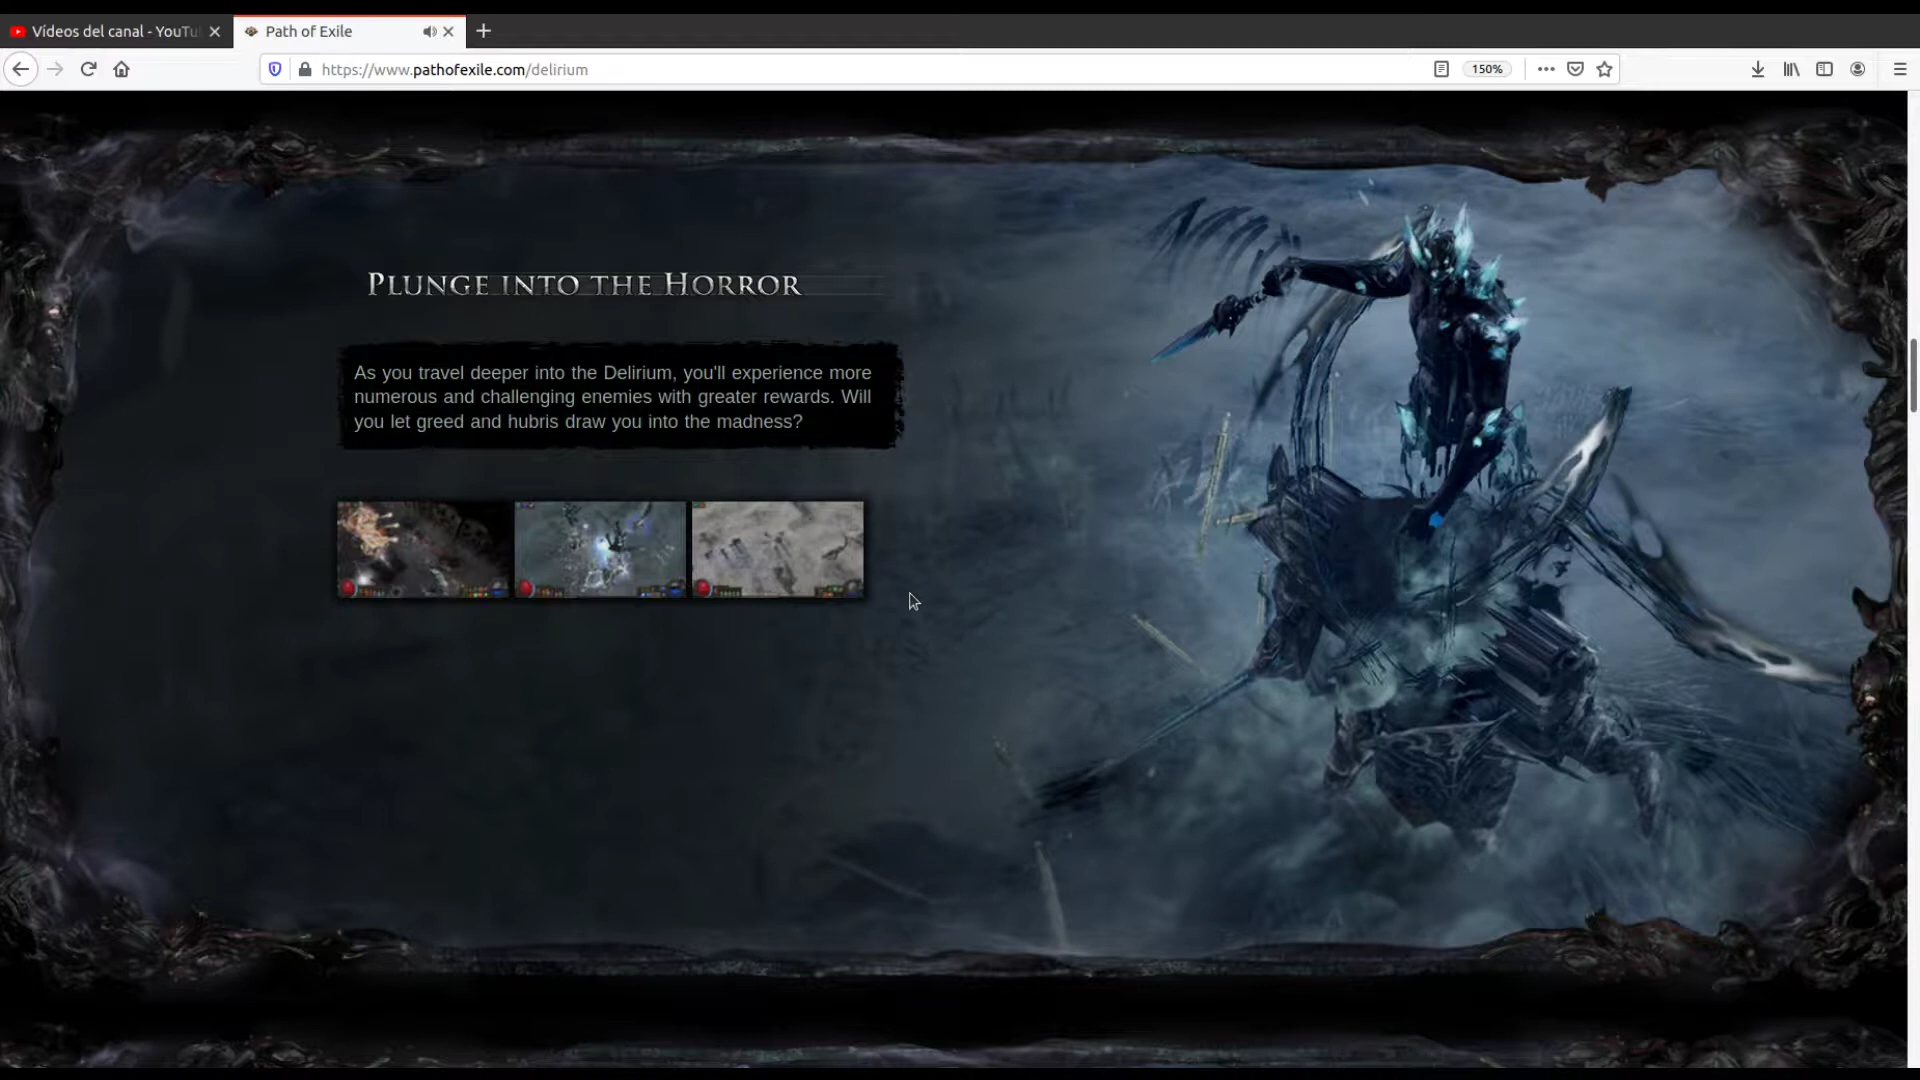 Vídeos del canal - YouTu
Path of Exile
https://www.pathofexile.com/delirium
150%
PLUNGE INTO THE HORROR
As you travel deeper into the Delirium, you'll experience more
numerous and challenging enemies with greater rewards. Will
you let greed and hubris draw you into the madness?